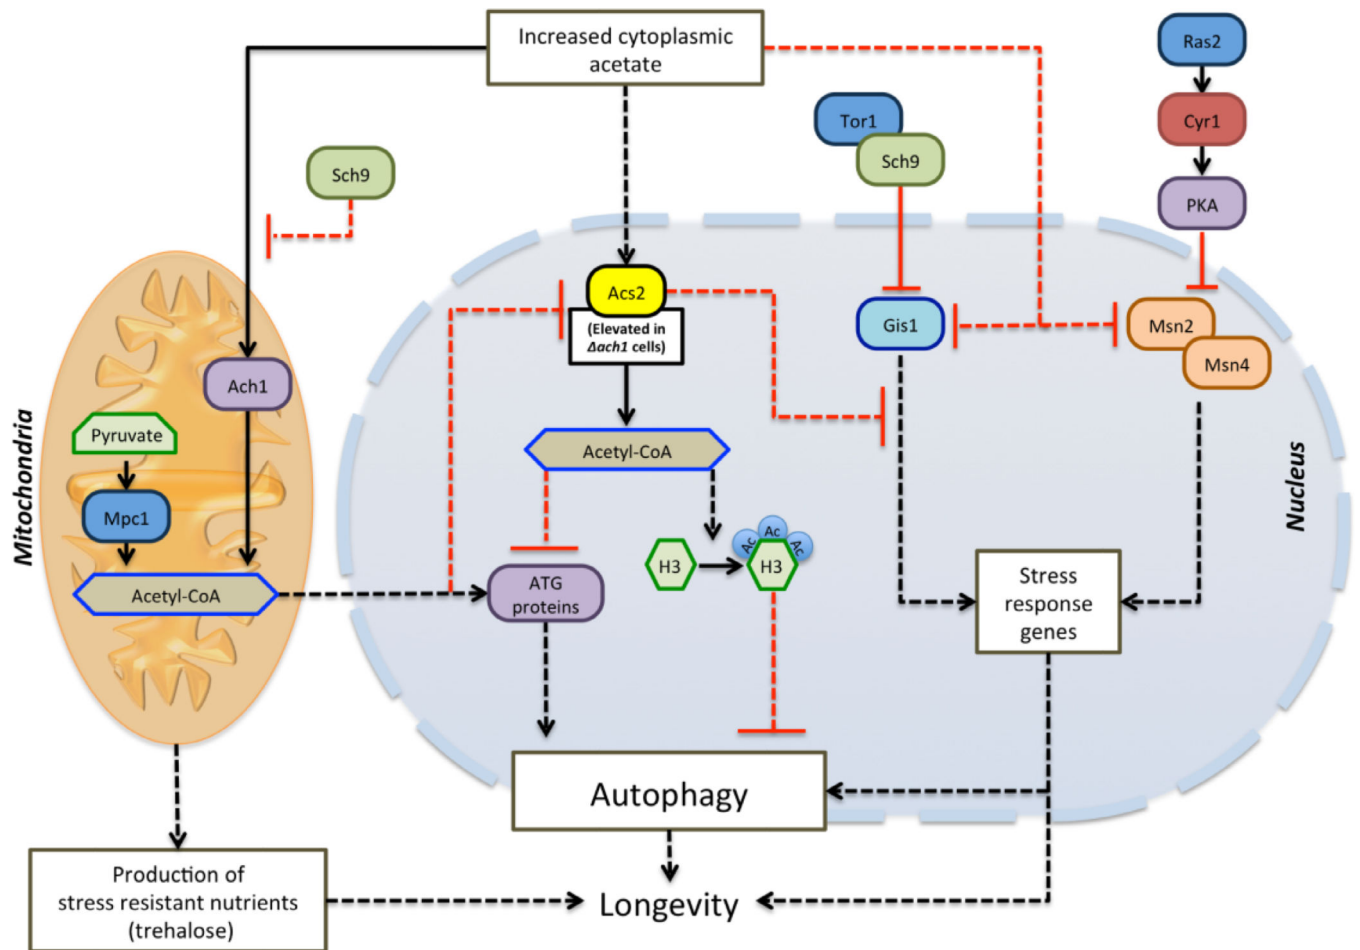 Increased cytoplasmic
acetate
Ras2
Tor1
Cyr1
Sch9
Sch9
PKA
Acs2
(Elevated in
Δach1 cells)
Gis1
Msn2
Msn4
Ach1
Pyruvate
Acetyl-CoA
Mitochondria
Nucleus
Mpc1
Ac
Ac
Ac
H3
H3
Acetyl-CoA
ATG
proteins
Stress
response
genes
Autophagy
Production of
stress resistant nutrients
(trehalose)
Longevity